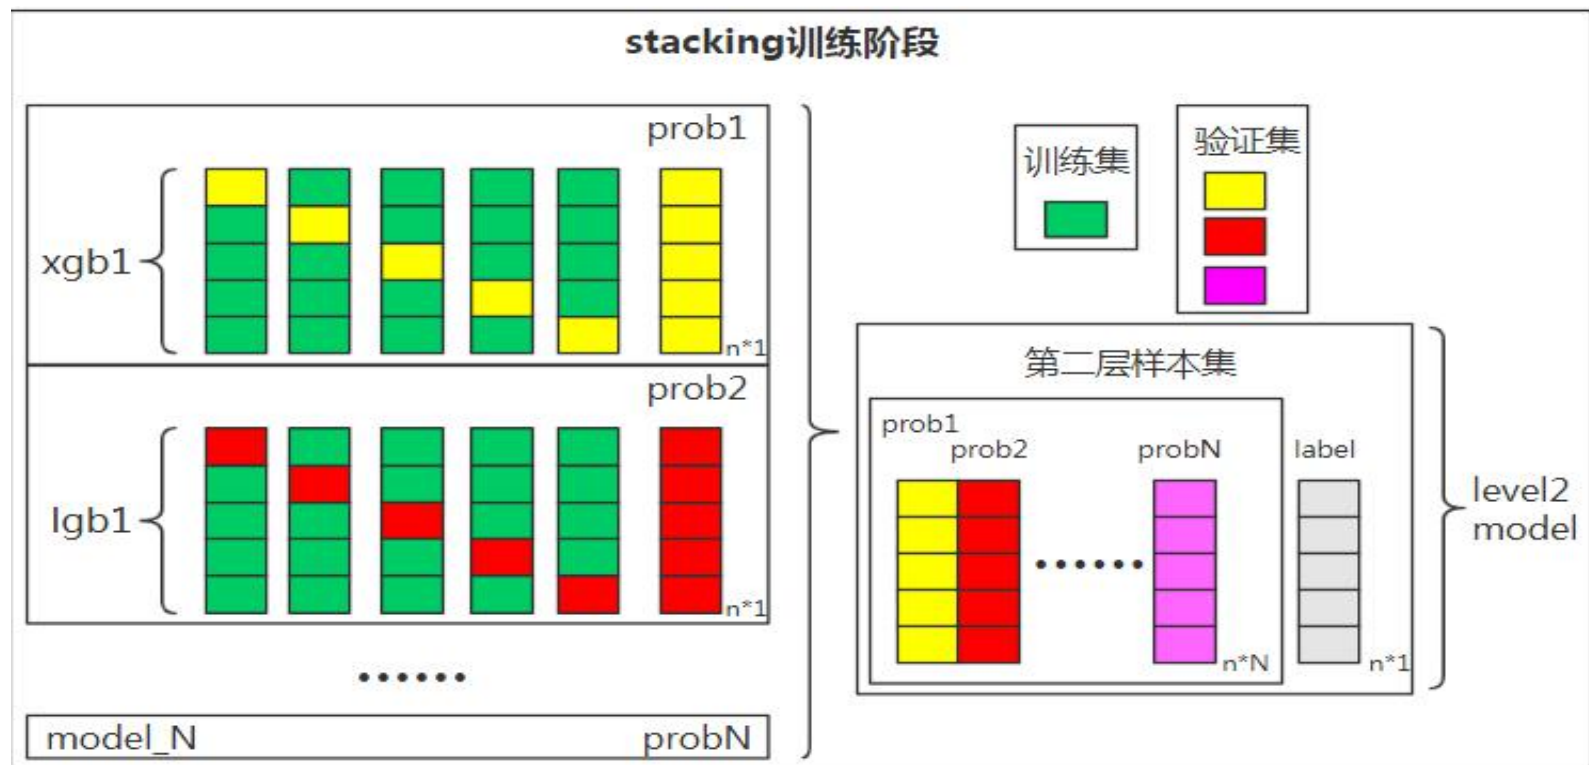 stacking训练阶段
prob1
xgb1
n*1
prob2
lgb1
n*1
......
model_N
probN
训练集
验证集
第二层样本集
prob1
prob2
probN
label
......
n*N
n*1
level2
model